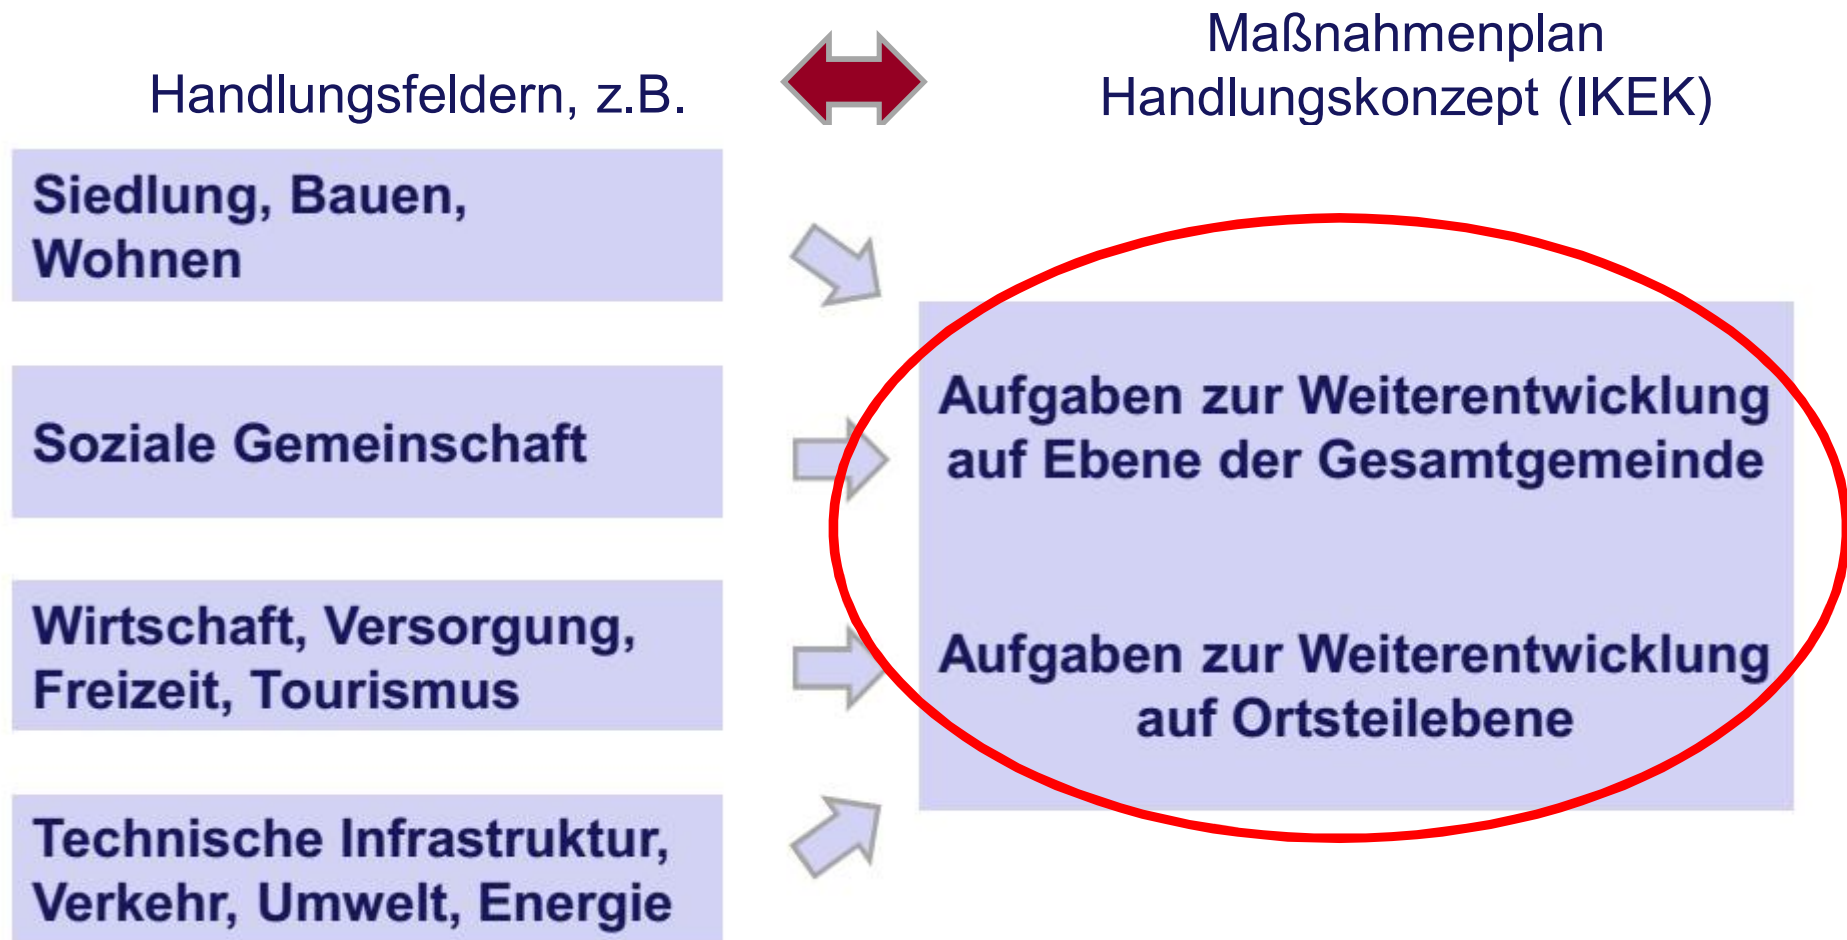 Handlungsfeldern, z.B.
Maßnahmenplan
Handlungskonzept (IKEK)
Siedlung, Bauen,
Wohnen
Soziale Gemeinschaft
Wirtschaft, Versorgung,
Freizeit, Tourismus
Technische Infrastruktur,
Verkehr, Umwelt, Energie
Aufgaben zur Weiterentwicklung
auf Ebene der Gesamtgemeinde
Aufgaben zur Weiterentwicklung
auf Ortsteilebene